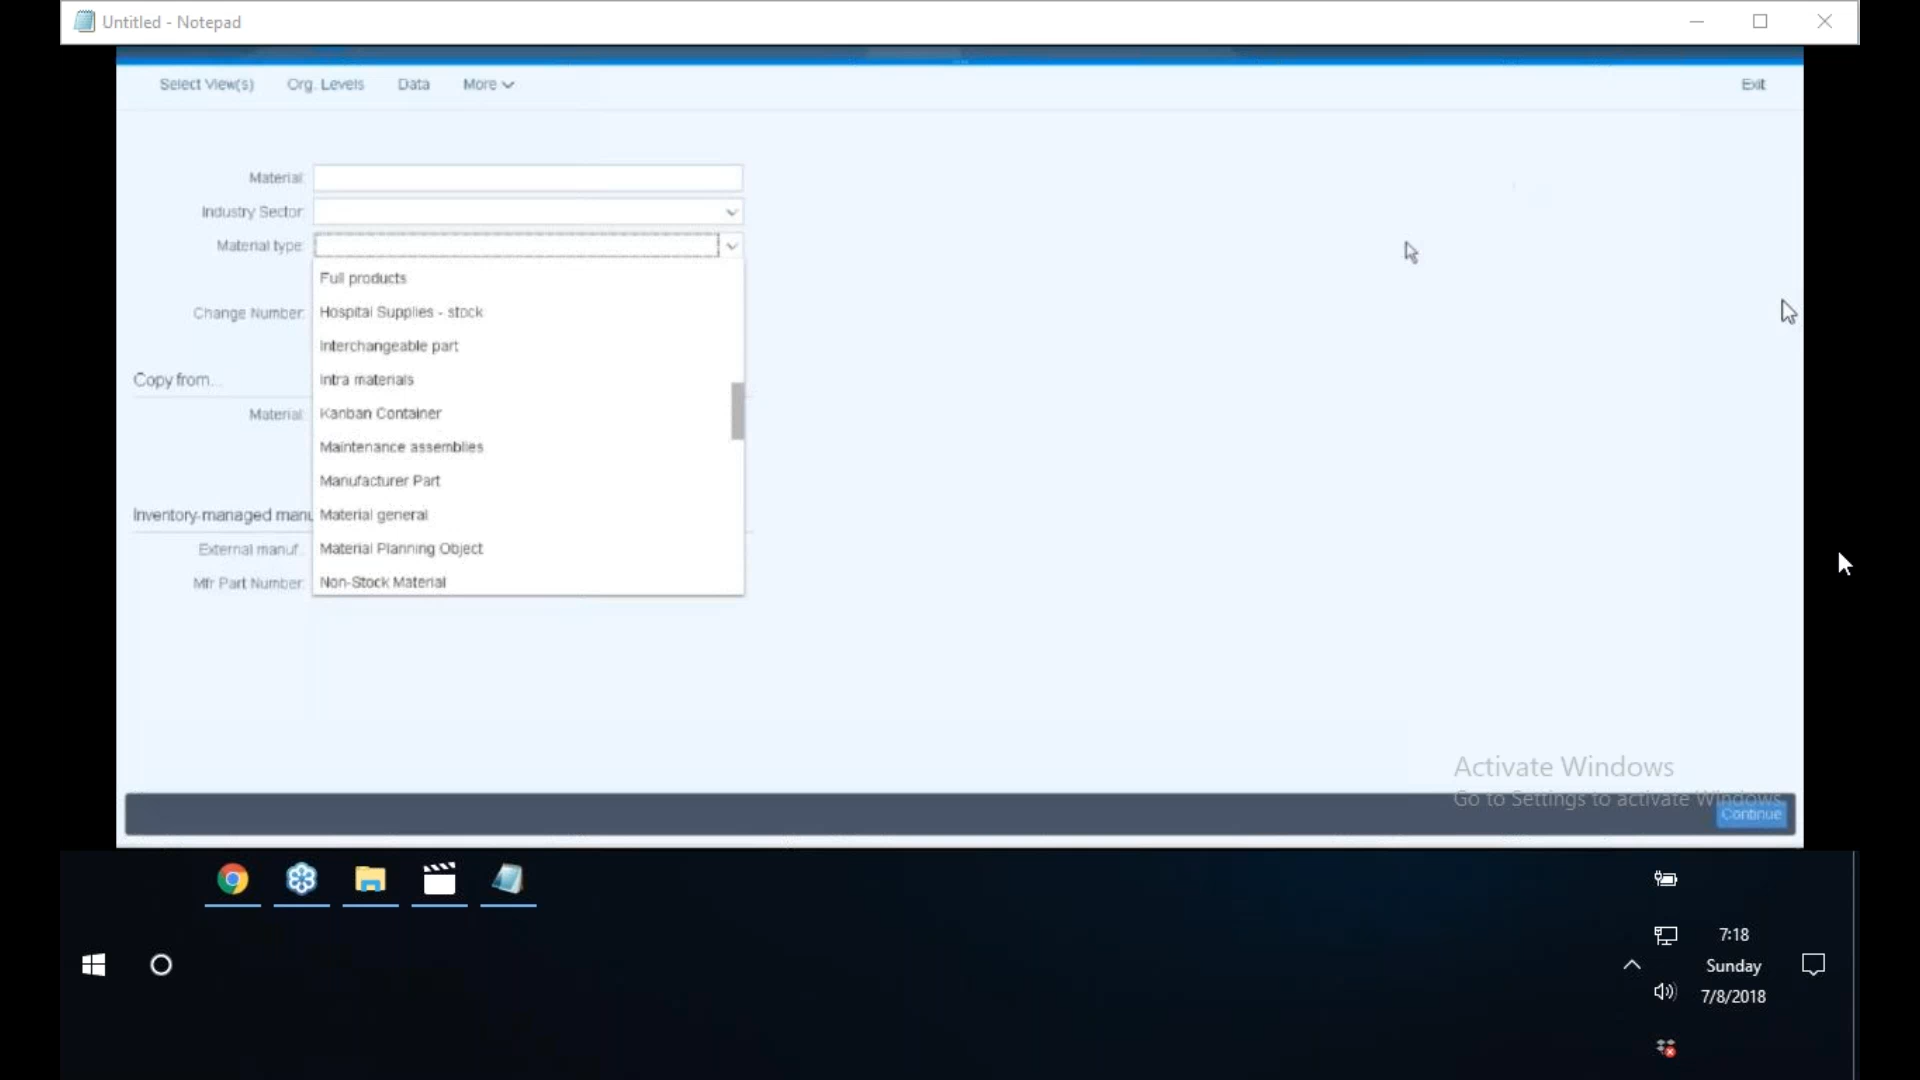 Untitled - Notepad
Select View(s) Org. Levels Data More Exit
Material:
Industry Sector:
Material type:
Full products
Change Number: Hospital Supplies - stock
Interchangeable part
Copy from... Intra materials
Material: Kanban Container
Maintenance assemblies
Manufacturer Part
Inventory-managed manu Material general
External manuf.. Material Planning Object
Mfr Part Number: Non-Stock Material
Activate Windows
Go to Settings to activate Windows.
Continue
7:18
Sunday
7/8/2018